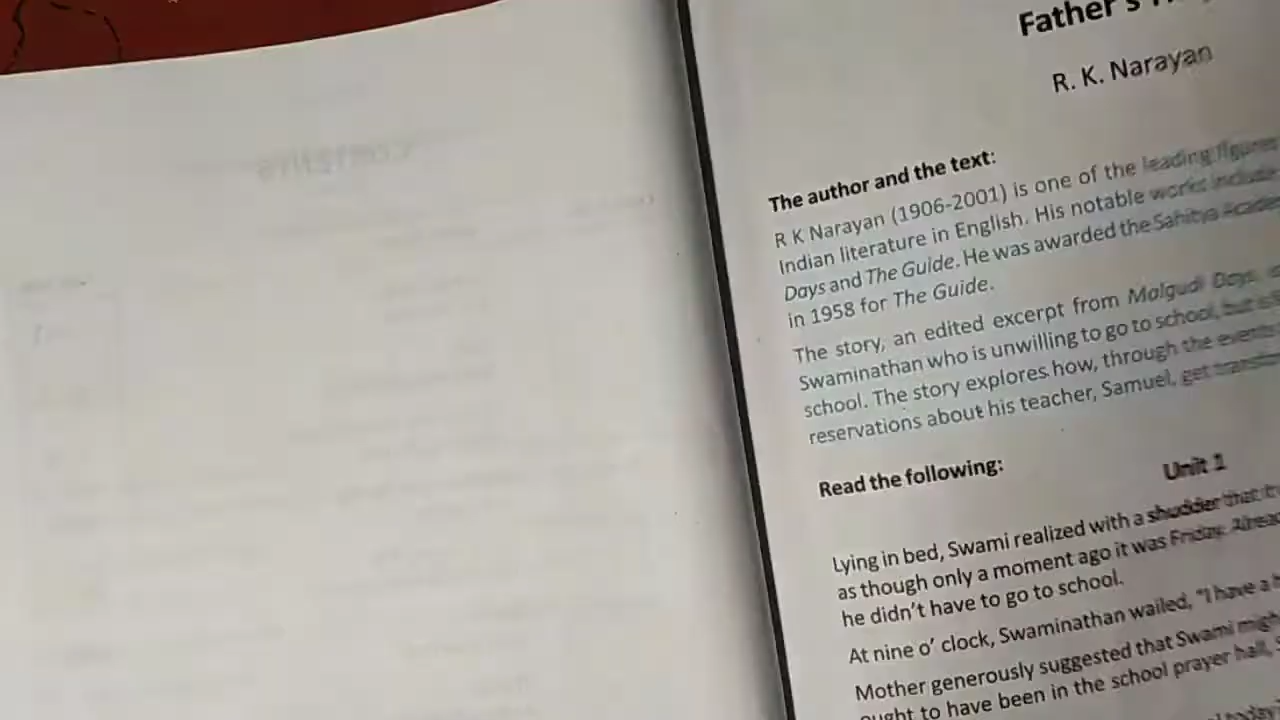 Father's
R. K. Narayan
The author and the text:
R K Narayan (1906-2001) is one of the leading figures
Indian literature in English. His notable works include
Days and The Guide. He was awarded the Sahitya
in 1958 for The Guide.
The story, an edited excerpt from Malgudi Days,
Swaminathan who is unwilling to go to school, but
school. The story explores how, through the events
reservations about his teacher, Samuel, get
Read the following:
Unit 1
Lying in bed, Swami realized with a shudder that
as though only a moment ago it was Friday.
he didn't have to go to school.
At nine o' clock, Swaminathan wailed, "I have a
Mother generously suggested that Swami
ought to have been in the school prayer hall,